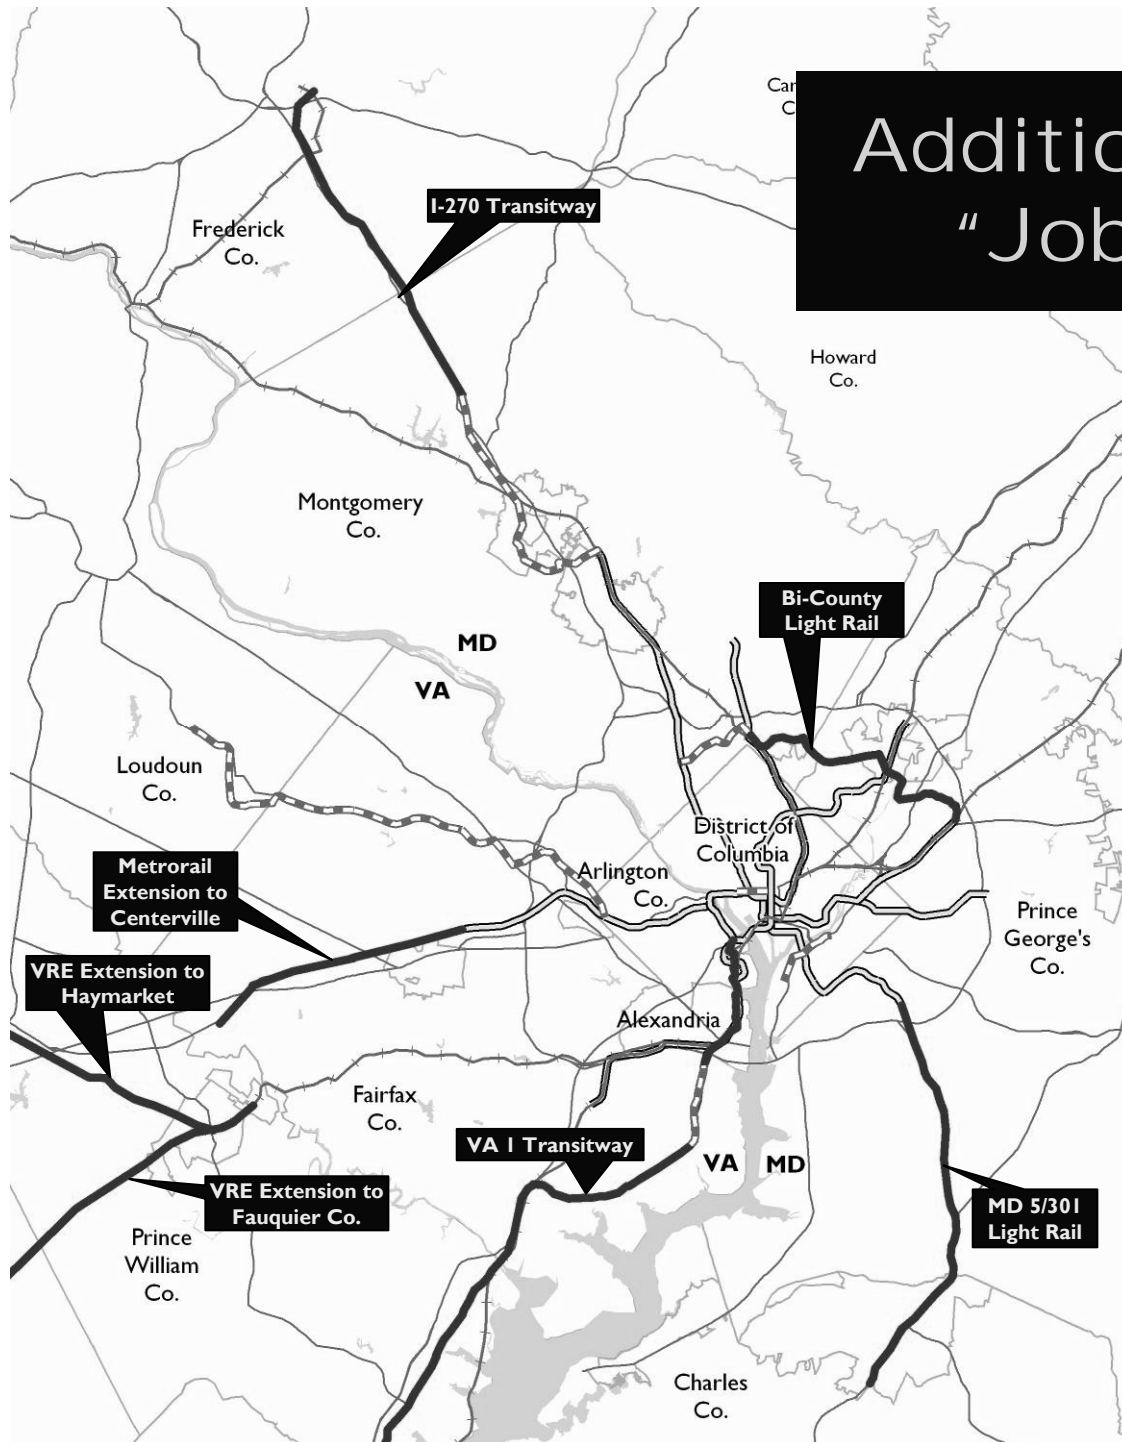 Additio
"Job
I-270 Transitway
Frederick
Co.
Howard
Co.
Montgomery
Co.
Bi-County
Light Rail
MD
VA
Loudoun
Co.
District of
Columbia
Metrorail
Extension to
Centerville
Arlington
Co.
Prince
George's
Co.
VRE Extension to
Haymarket
Alexandria
Fairfax
Co.
VA 1 Transitway
VA
MD
VRE Extension to
Fauquier Co.
MD 5/301
Light Rail
Prince
William
Co.
Charles
Co.